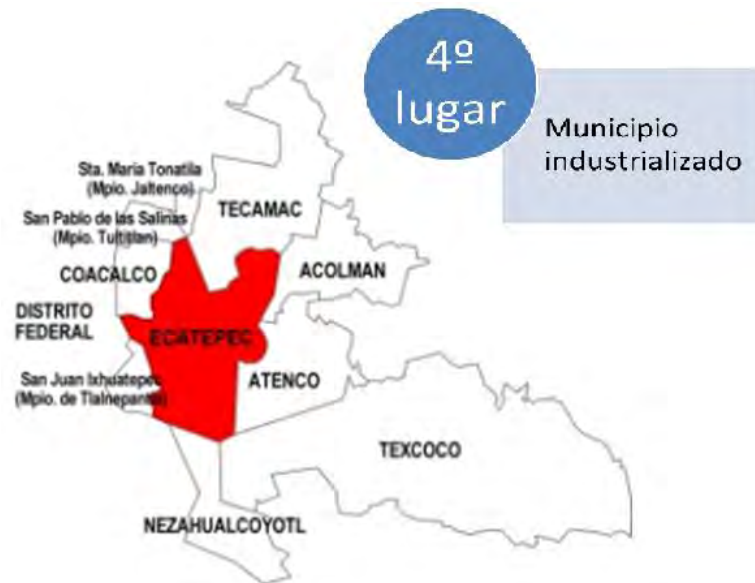 4º
lugar
Municipio
industrializado
Sta. María Tonatila
(Mpio. Jaltenco)
San Pablo de las Salinas
(Mpio. Tultitlan)
TECAMAC
COACALCO
ACOLMAN
DISTRITO
FEDERAL
ECATEPEC
San Juan Ixhuatepec
(Mpio. de Tlalnepantla)
ATENCO
TEXCOCO
NEZAHUALCOYOTL